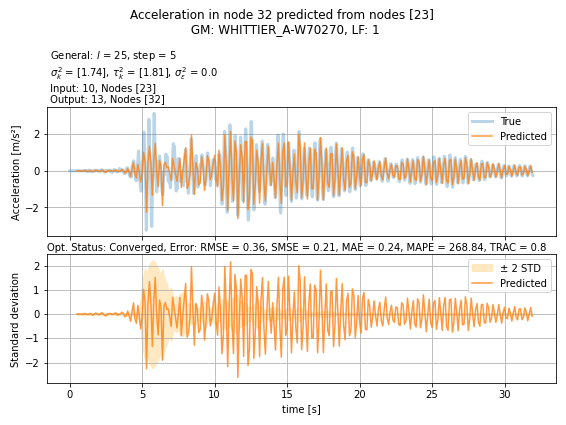 Acceleration in node 32 predicted from nodes [23]
GM: WHITTIER_A-W70270, LF: 1
General: l = 25, step = 5
σ²ₖ = [1.74], τ²ₖ = [1.81], σ²ε = 0.0
Input: 10, Nodes [23]
Output: 13, Nodes [32]
Acceleration [m/s²]
2
0
−2
True
Predicted
Opt. Status: Converged, Error: RMSE = 0.36, SMSE = 0.21, MAE = 0.24, MAPE = 268.84, TRAC = 0.8
Standard deviation
2
1
0
−1
−2
± 2 STD
Predicted
0 5 10 15 20 25 30
time [s]